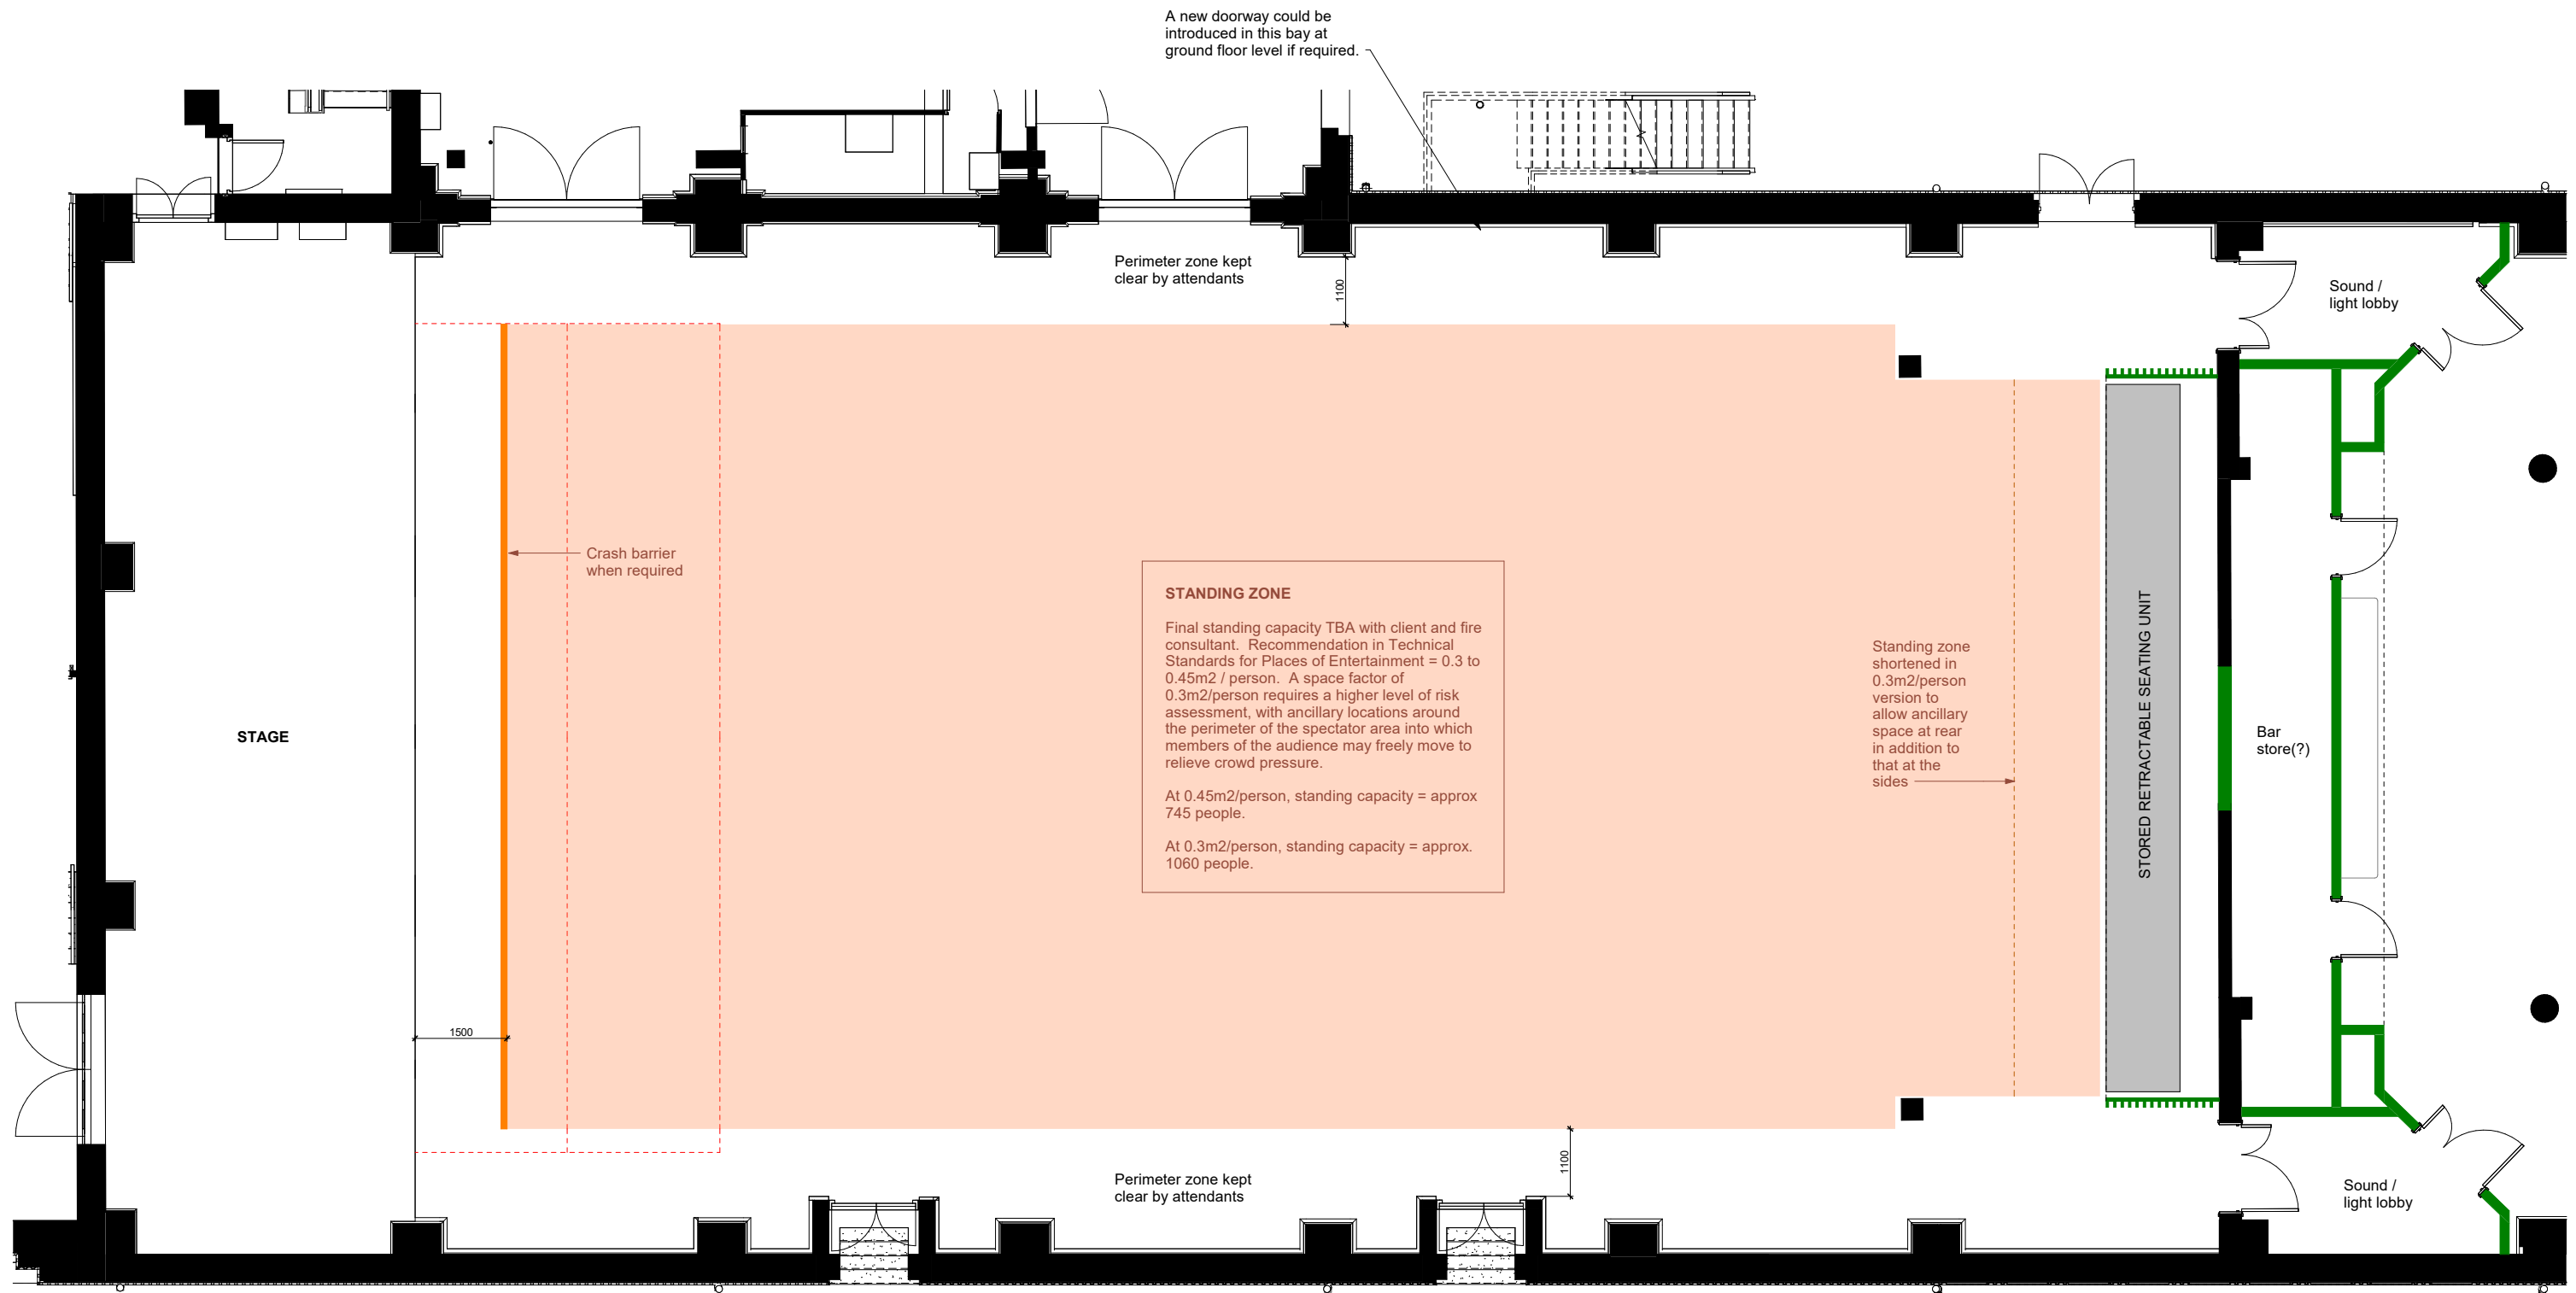 A new doorway could be
introduced in this bay at
ground floor level if required.
Perimeter zone kept
clear by attendants
1100
Sound /
light lobby
Crash barrier
when required
STANDING ZONE
Final standing capacity TBA with client and fire
consultant. Recommendation in Technical
Standards for Places of Entertainment = 0.3 to
0.45m2 / person. A space factor of
0.3m2/person requires a higher level of risk
assessment, with ancillary locations around
the perimeter of the spectator area into which
members of the audience may freely move to
relieve crowd pressure.
At 0.45m2/person, standing capacity = approx
745 people.
At 0.3m2/person, standing capacity = approx.
1060 people.
Standing zone
shortened in
0.3m2/person
version to
allow ancillary
space at rear
in addition to
that at the
sides
STORED RETRACTABLE SEATING UNIT
STAGE
Bar
store(?)
1500
1100
Perimeter zone kept
clear by attendants
Sound /
light lobby